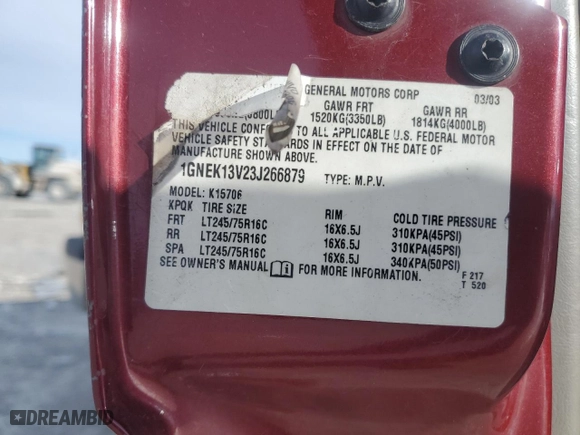 GENERAL MOTORS CORP 03/03
GAWR FRT GAWR RR
1520KG(3350LB) 1814KG(4000LB)
THIS VEHICLE CONFORMS TO ALL APPLICABLE U.S. FEDERAL MOTOR
VEHICLE SAFETY STANDARDS IN EFFECT ON THE DATE OF
MANUFACTURE SHOWN ABOVE.
1GNEK13V23J266879 TYPE: M.P.V.
MODEL: K15706
KPQK TIRE SIZE RIM COLD TIRE PRESSURE
FRT LT245/75R16C 16X6.5J 310KPA(45PSI)
RR LT245/75R16C 16X6.5J 310KPA(45PSI)
SPA LT245/75R16C 16X6.5J 340KPA(50PSI)
SEE OWNER'S MANUAL FOR MORE INFORMATION.
F 217
T 520
DREAMBID